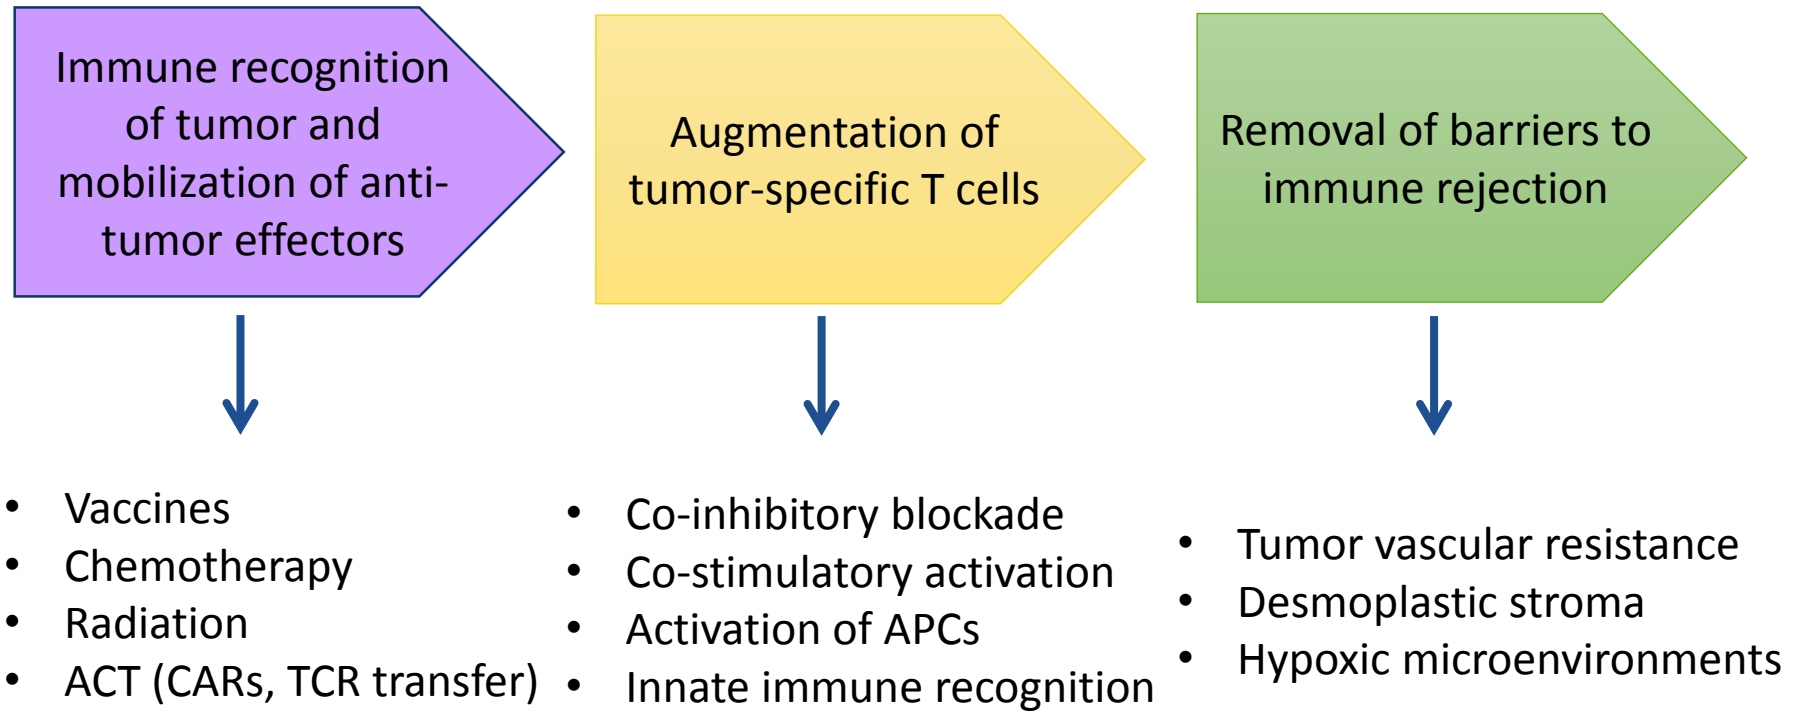 Immune recognition
of tumor and
mobilization of anti-
tumor effectors
Augmentation of
tumor-specific T cells
Removal of barriers to
immune rejection
• Vaccines
• Chemotherapy
• Radiation
• ACT (CARs, TCR transfer)
• Co-inhibitory blockade
• Co-stimulatory activation
• Activation of APCs
• Innate immune recognition
• Tumor vascular resistance
• Desmoplastic stroma
• Hypoxic microenvironments